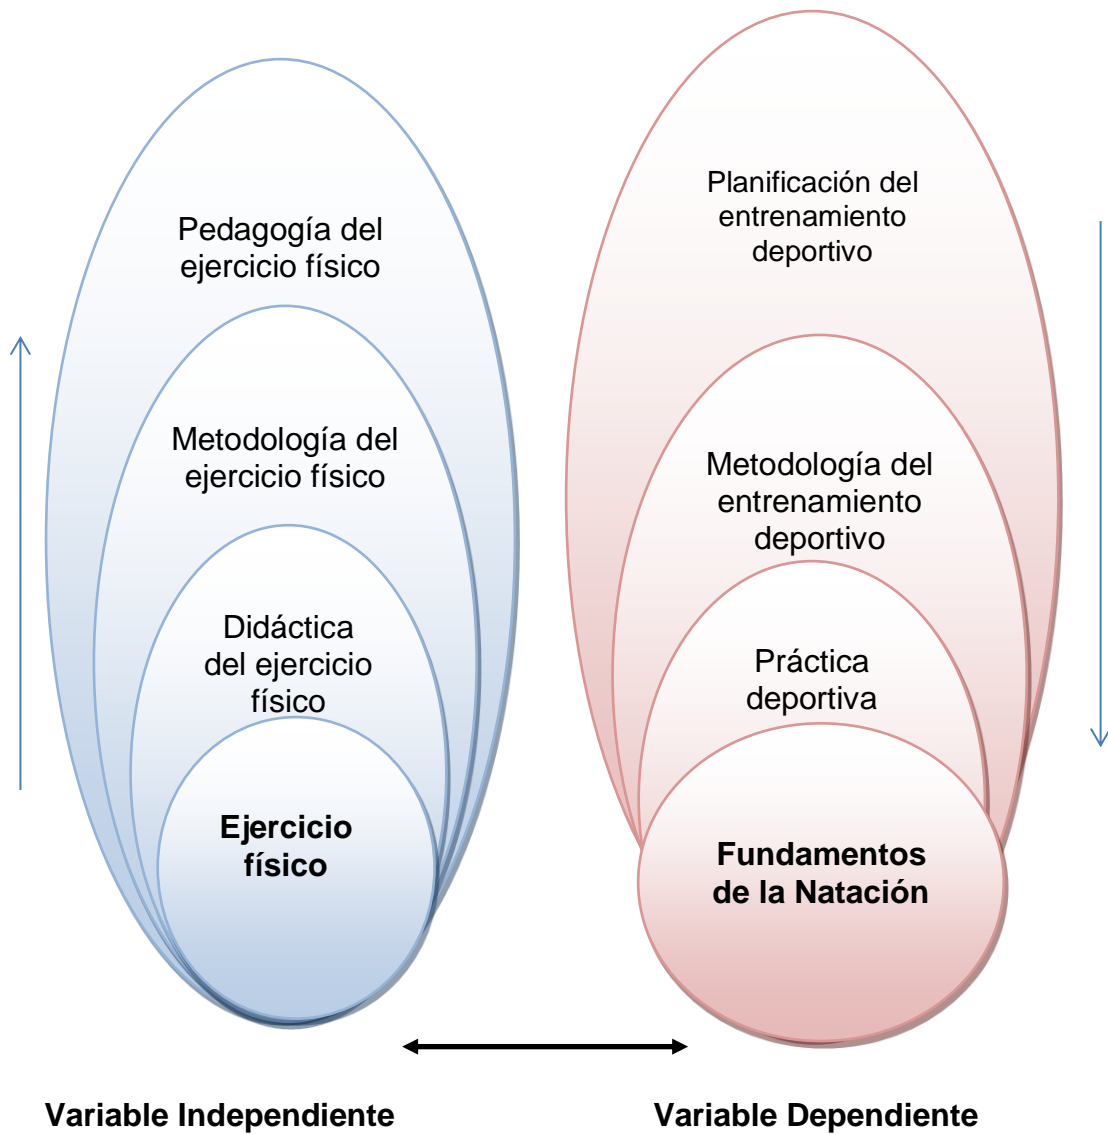 Pedagogía del
ejercicio físico
Metodología del
ejercicio físico
Didáctica
del ejercicio
físico
Ejercicio
físico
Variable Independiente
Planificación del
entrenamiento
deportivo
Metodología del
entrenamiento
deportivo
Práctica
deportiva
Fundamentos
de la Natación
Variable Dependiente